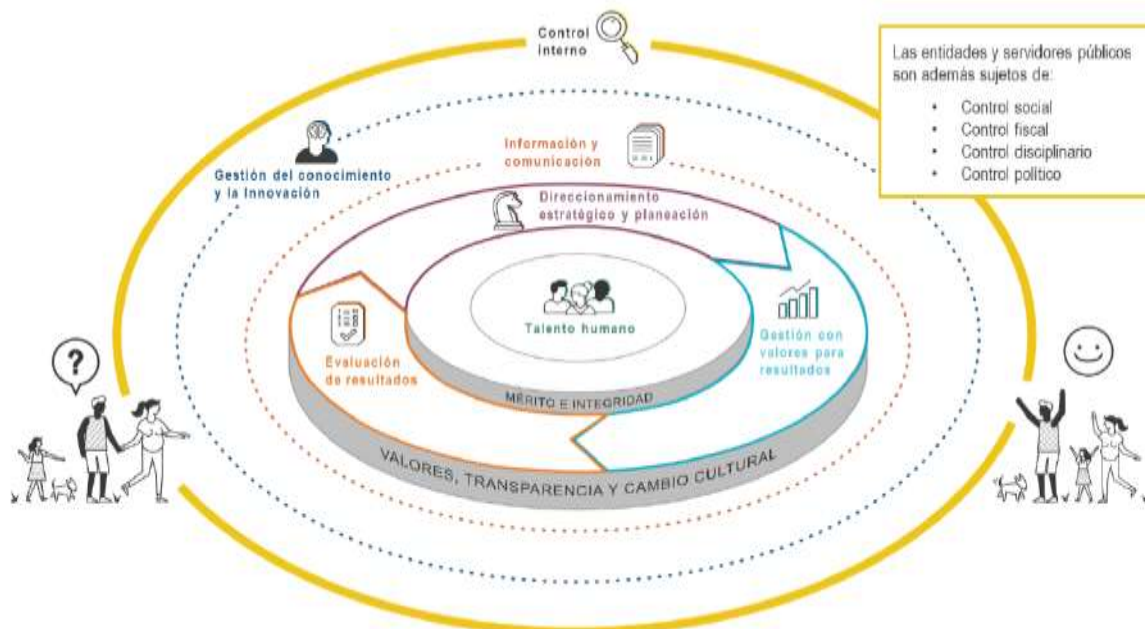 Control
interno
Las entidades y servidores públicos
son además sujetos de:
• Control social
• Control fiscal
• Control disciplinario
• Control político
Información y
comunicación
Gestión del conocimiento
y la Innovación
Direccionamiento
estratégico y planeación
Talento humano
Gestión con
valores para
resultados
Evaluación
de resultados
MÉRITO E INTEGRIDAD
VALORES, TRANSPARENCIA Y CAMBIO CULTURAL
?